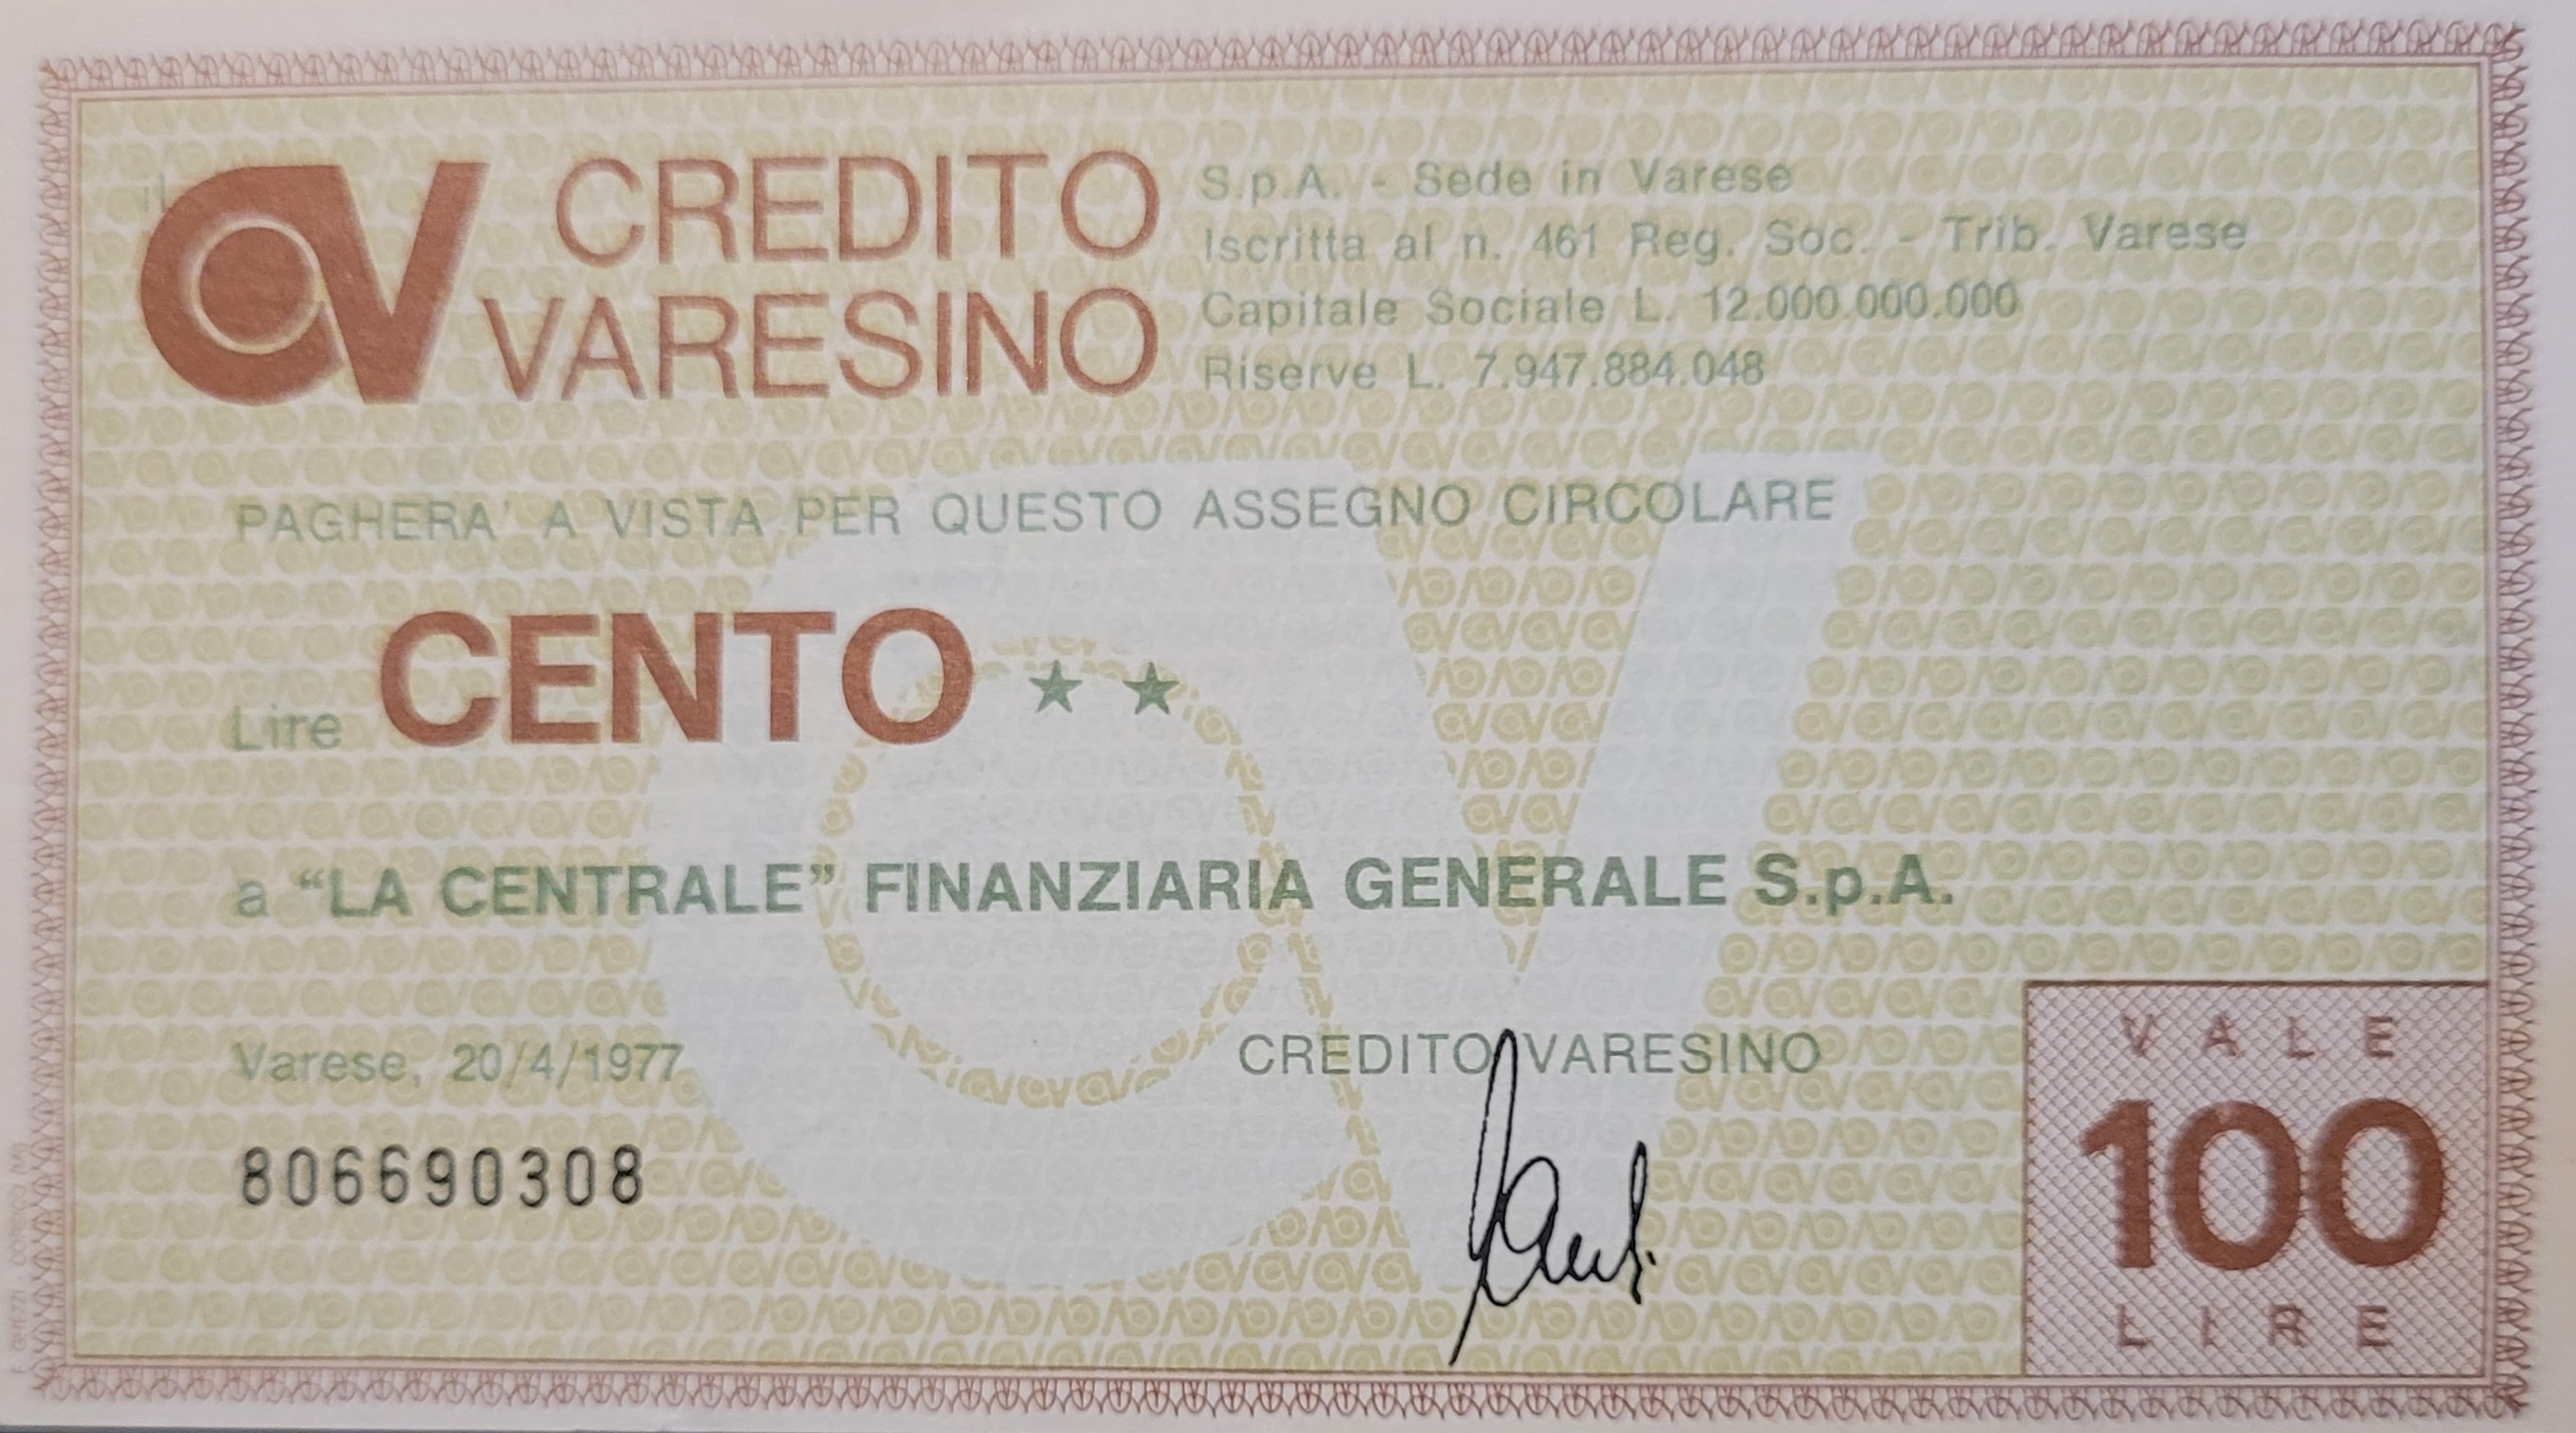 il
CV CREDITO
VARESINO
S.p.A. - Sede in Varese
Iscritta al n. 461 Reg. Soc. - Trib. Varese
Capitale Sociale L. 12.000.000.000
Riserve L. 7.947.884.048
PAGHERA' A VISTA PER QUESTO ASSEGNO CIRCOLARE
Lire CENTO ★ ★
a “LA CENTRALE” FINANZIARIA GENERALE S.p.A.
Varese, 20/4/1977
CREDITO VARESINO
806690308
VALE
100
LIRE